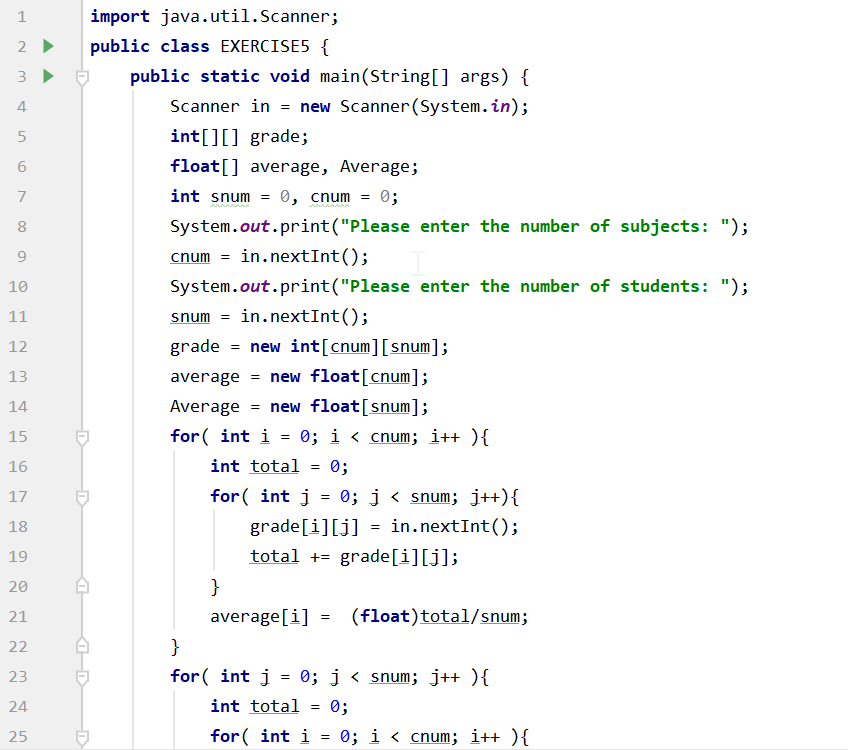 1 import java.util.Scanner;
2 public class EXERCISE5 {
3 public static void main(String[] args) {
4 Scanner in = new Scanner(System.in);
5 int[][] grade;
6 float[] average, Average;
7 int snum = 0, cnum = 0;
8 System.out.print("Please enter the number of subjects: ");
9 cnum = in.nextInt();
10 System.out.print("Please enter the number of students: ");
11 snum = in.nextInt();
12 grade = new int[cnum][snum];
13 average = new float[cnum];
14 Average = new float[snum];
15 for( int i = 0; i < cnum; i++ ){
16 int total = 0;
17 for( int j = 0; j < snum; j++){
18 grade[i][j] = in.nextInt();
19 total += grade[i][j];
20 }
21 average[i] =  (float)total/snum;
22 }
23 for( int j = 0; j < snum; j++ ){
24 int total = 0;
25 for( int i = 0; i < cnum; i++ ){